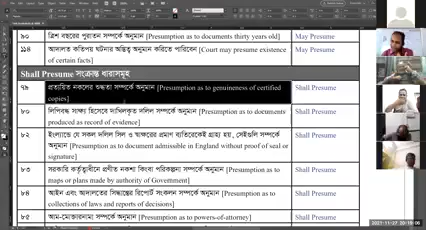 ৯০ ত্রিশ বছরের পুরাতন দলিল সম্পর্কে অনুমান [Presumption as to documents thirty years old] May Presume
১১৪ আদালত কতিপয় ঘটনার অস্তিত্ব অনুমান করিতে পারিবেন [Court may presume existence
of certain facts] May Presume
Shall Presume সংক্রান্ত ধারাসমূহ
৭৯ প্রত্যায়িত নকলের শুদ্ধতা সম্পর্কে অনুমান [Presumption as to genuineness of certified
copies] Shall Presume
৮০ লিপিবদ্ধ সাক্ষ্য হিসেবে দাখিলকৃত দলিল সম্পর্কে অনুমান [Presumption as to documents
produced as record of evidence] Shall Presume
৮২ ইংল্যান্ডে যে সকল দলিল সিল ও স্বাক্ষরের প্রমাণ ব্যতিরেকেই গ্রাহ্য হয়, সেইগুলি সম্পর্কে
অনুমান [Presumption as to document admissible in England without proof of seal or
signature] Shall Presume
৮৩ সরকারি কর্তৃত্বাধীনে প্রণীত নকশা কিংবা পরিকল্পনা সম্পর্কে অনুমান [Presumption as to
maps or plans made by authority of Government] Shall Presume
৮৪ আইন এবং আদালতের সিদ্ধান্তের রিপোর্ট সংকলন সম্পর্কে অনুমান [Presumption as to
collections of laws and reports of decisions] Shall Presume
৮৫ আম-মোক্তারনামা সম্পর্কে অনুমান [Presumption as to powers-of-attorney] Shall Presume